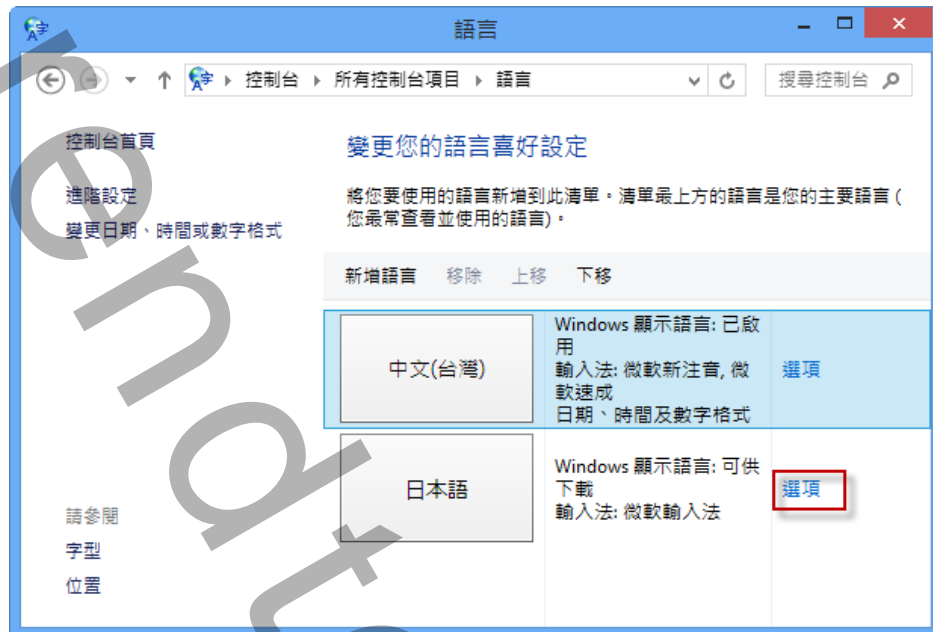 語言
控制台 ▸ 所有控制台項目 ▸ 語言
搜尋控制台
控制台首頁
進階設定
變更日期、時間或數字格式
變更您的語言喜好設定
將您要使用的語言新增到此清單。清單最上方的語言是您的主要語言 (
您最常查看並使用的語言)。
新增語言 移除 上移 下移
中文(台灣)
Windows 顯示語言: 已啟
用
輸入法: 微軟新注音, 微
軟速成
日期、時間及數字格式
選項
日本語
Windows 顯示語言: 可供
下載
輸入法: 微軟輸入法
選項
請參閱
字型
位置